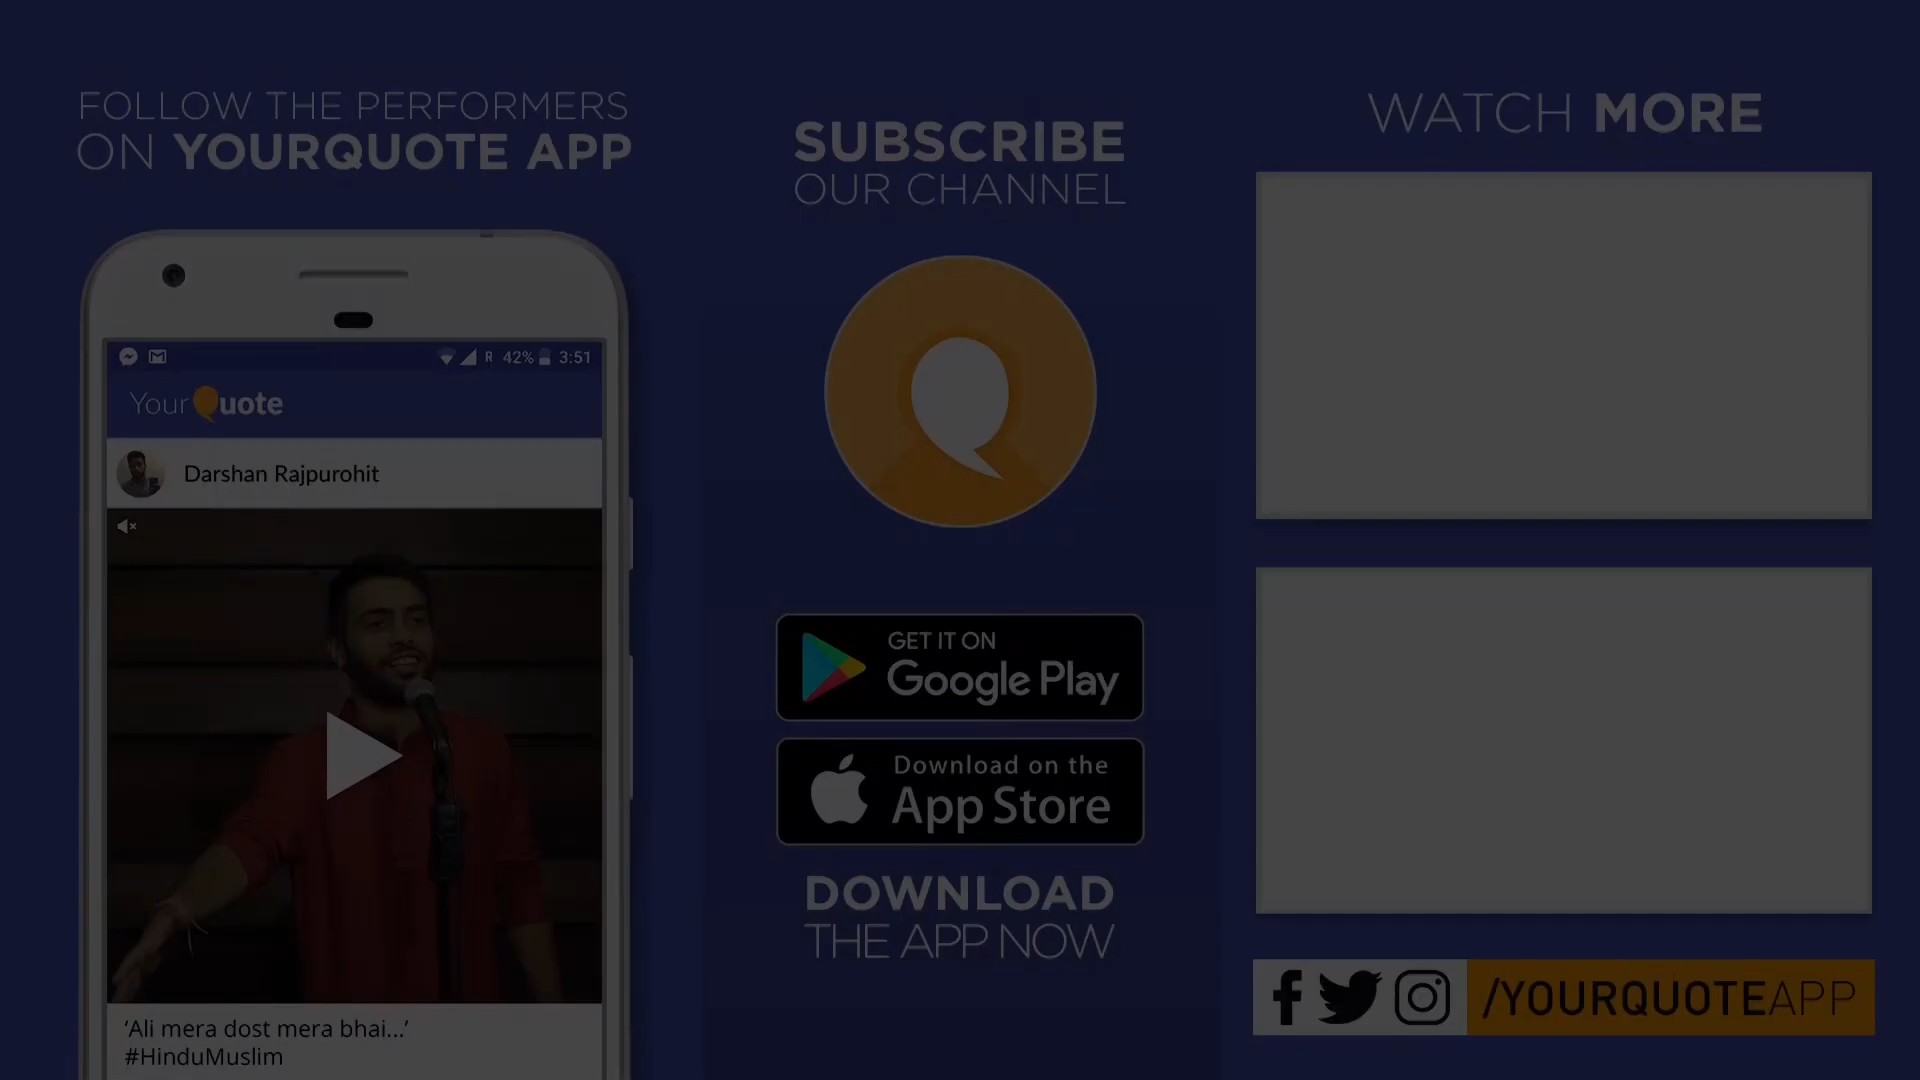 FOLLOW THE PERFORMERS
ON YOURQUOTE APP
R 42% 3:51
YourQuote
Darshan Rajpurohit
‘Ali mera dost mera bhai...’
#HinduMuslim
SUBSCRIBE
OUR CHANNEL
GET IT ON
Google Play
Download on the
App Store
DOWNLOAD
THE APP NOW
WATCH MORE
/YOURQUOTEAPP